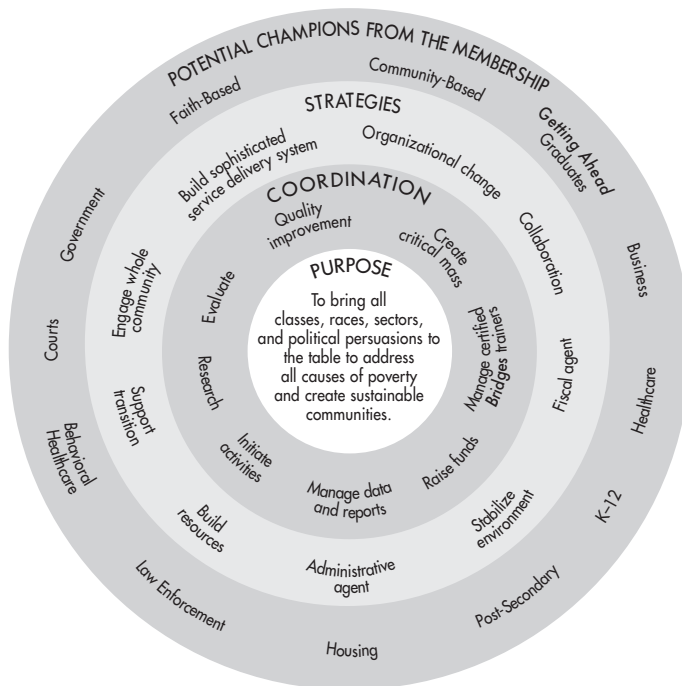 POTENTIAL CHAMPIONS FROM THE MEMBERSHIP
Faith-Based
Community-Based
Getting Ahead
Graduates
Business
Healthcare
K–12
Post-Secondary
Housing
Law Enforcement
Behavioral
Healthcare
Courts
Government
STRATEGIES
Build sophisticated
service delivery system
Organizational change
Collaboration
Fiscal agent
Stabilize
environment
Administrative
agent
Build
resources
Support
transition
Engage whole
community
COORDINATION
Quality
improvement
Create
critical mass
Manage certified
Bridges trainers
Raise funds
Manage data
and reports
Initiate
activities
Research
Evaluate
PURPOSE
To bring all
classes, races, sectors,
and political persuasions to
the table to address
all causes of poverty
and create sustainable
communities.